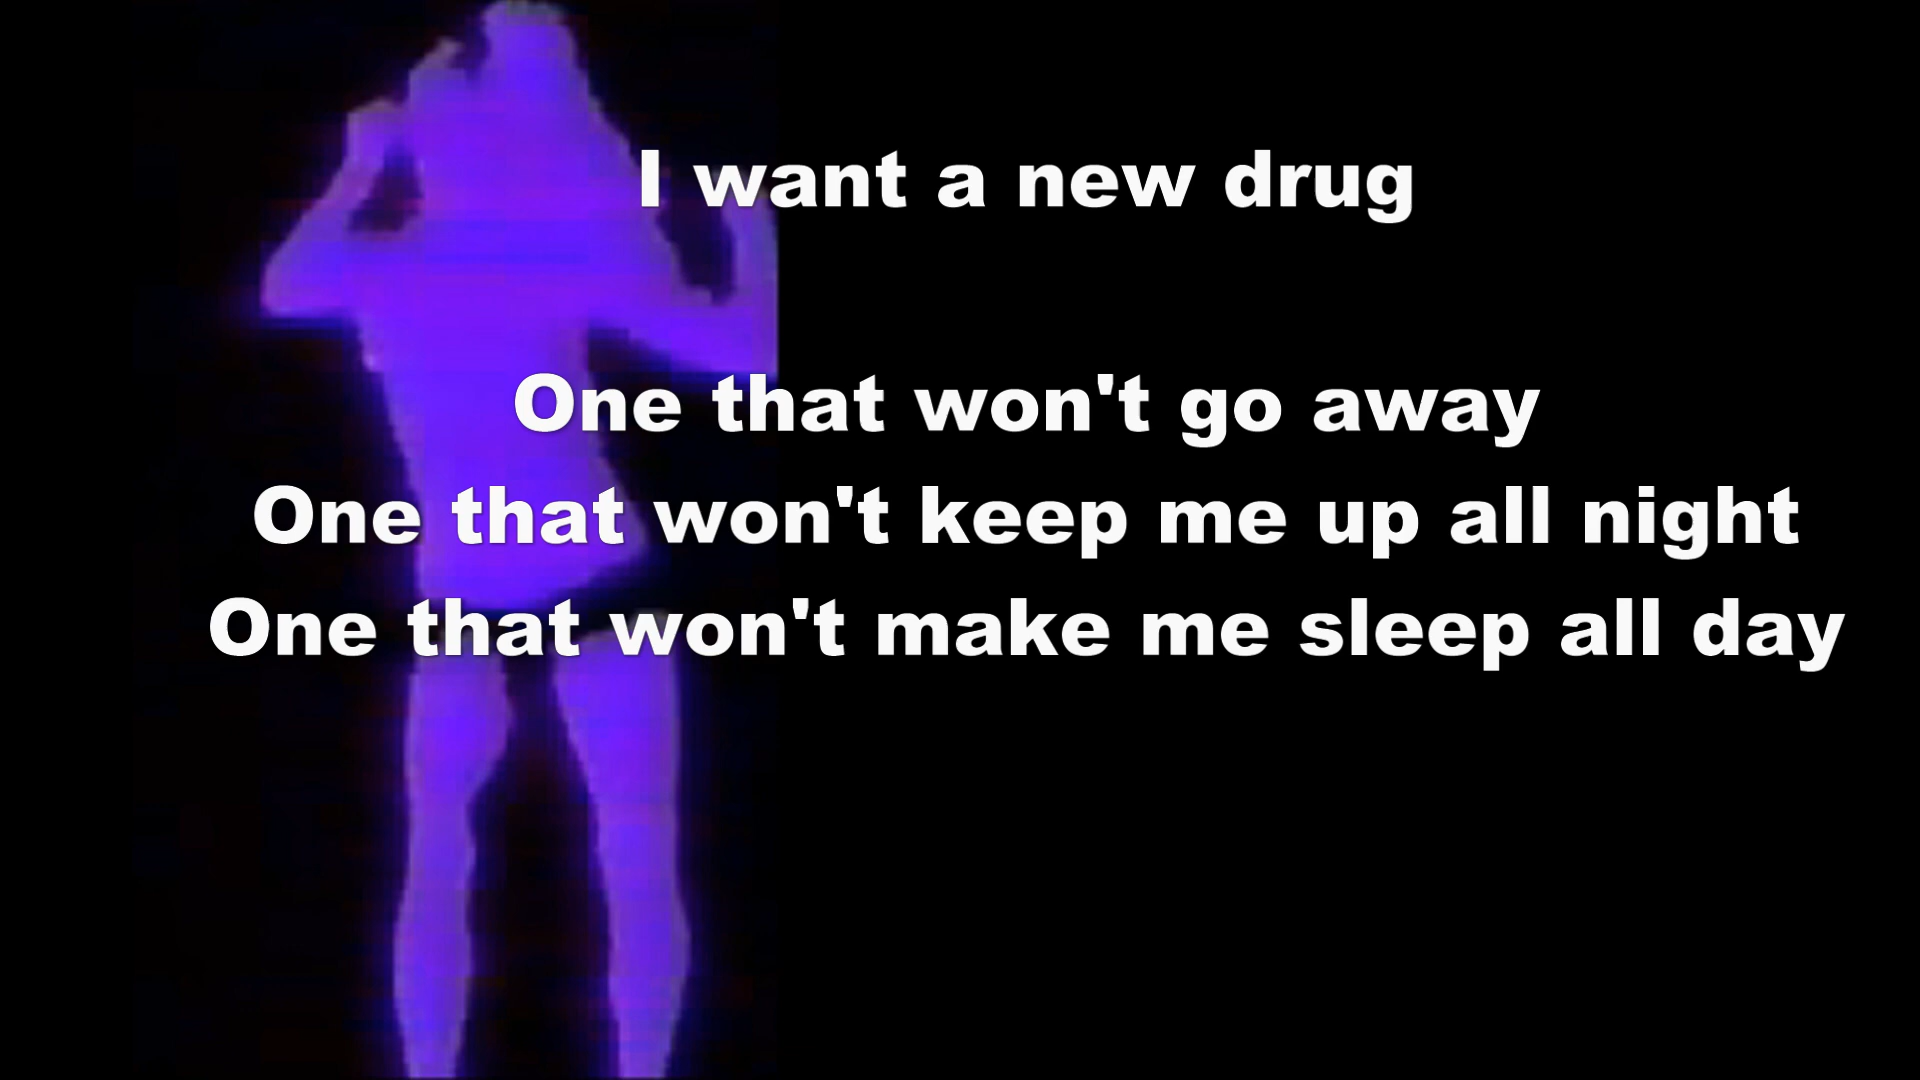 I want a new drug
One that won't go away
One that won't keep me up all night
One that won't make me sleep all day